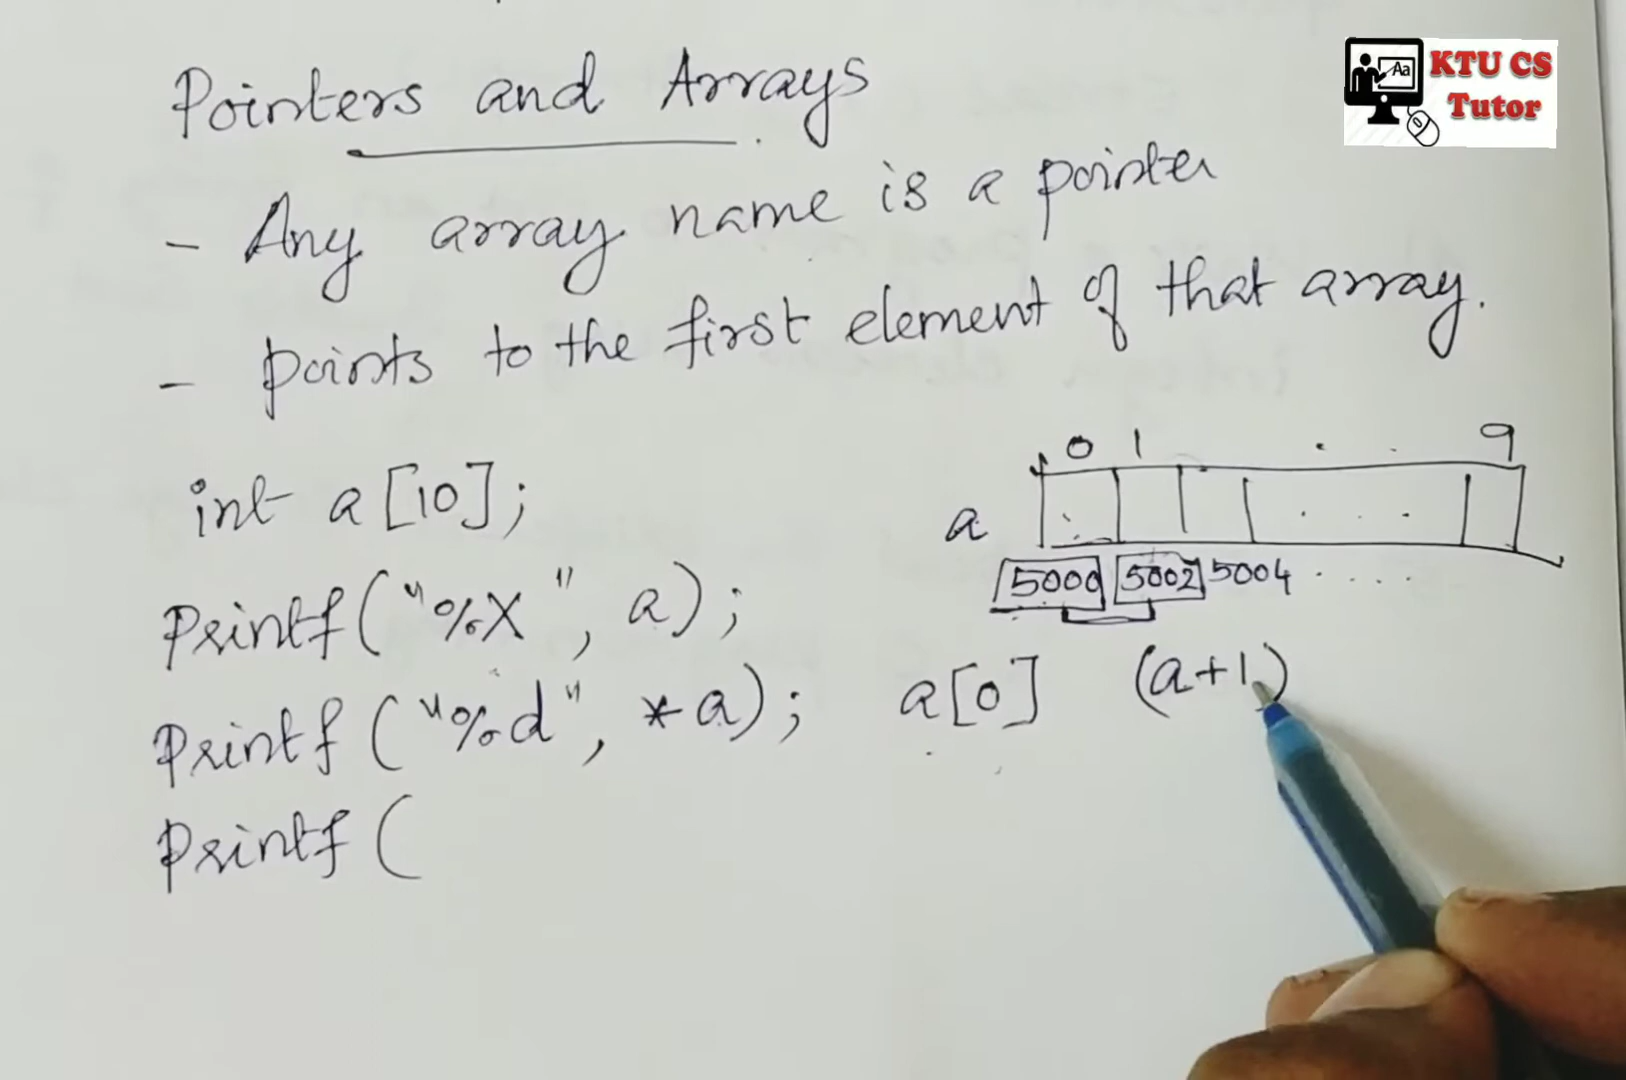 KTU CS
Tutor
Aa
Pointers and Arrays
- Any array name is a pointer
- points to the first element of that array.
int a[10];
0 1 . . 9
a . . .
5000 5002 5004 . . . .
printf("%X", a);
printf("%d", *a); a[0] (a+1)
printf(